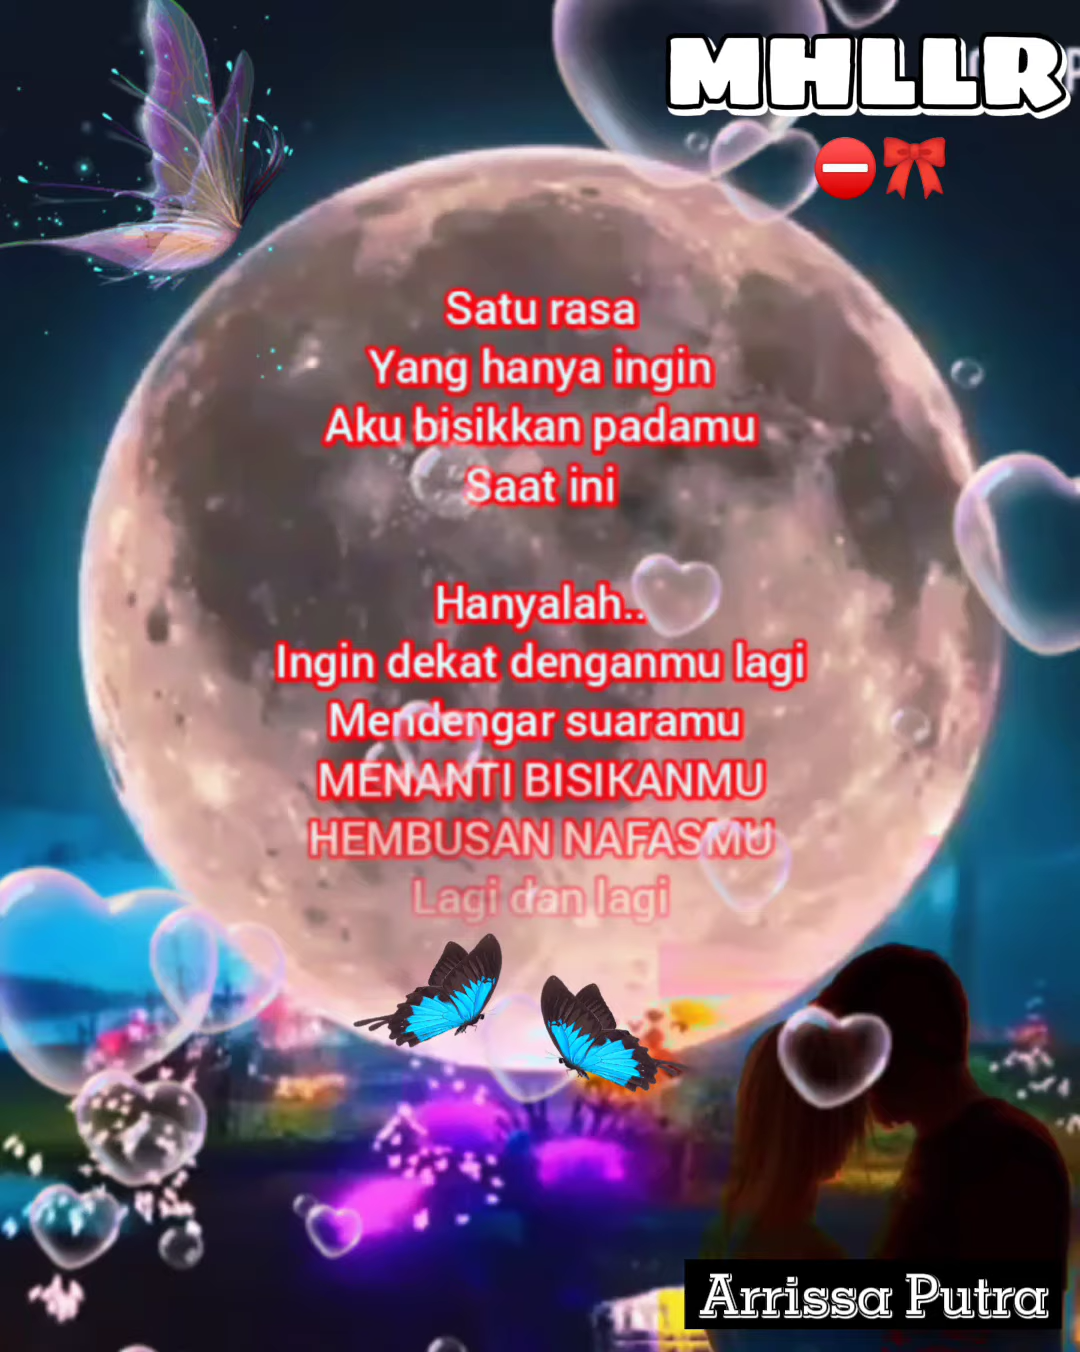 MHLLR
Satu rasa
Yang hanya ingin
Aku bisikkan padamu
Saat ini
Hanyalah..
Ingin dekat denganmu lagi
Mendengar suaramu
MENANTI BISIKANMU
HEMBUSAN NAFASMU
Lagi dan lagi
Arrissa Putra